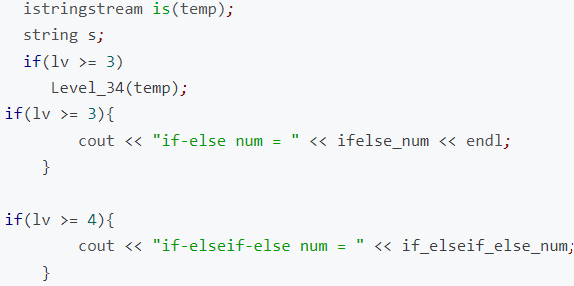 istringstream is(temp);
string s;
if(lv >= 3)
Level_34(temp);
if(lv >= 3){
cout << "if-else num = " << ifelse_num << endl;
}
if(lv >= 4){
cout << "if-elseif-else num = " << if_elseif_else_num;
}